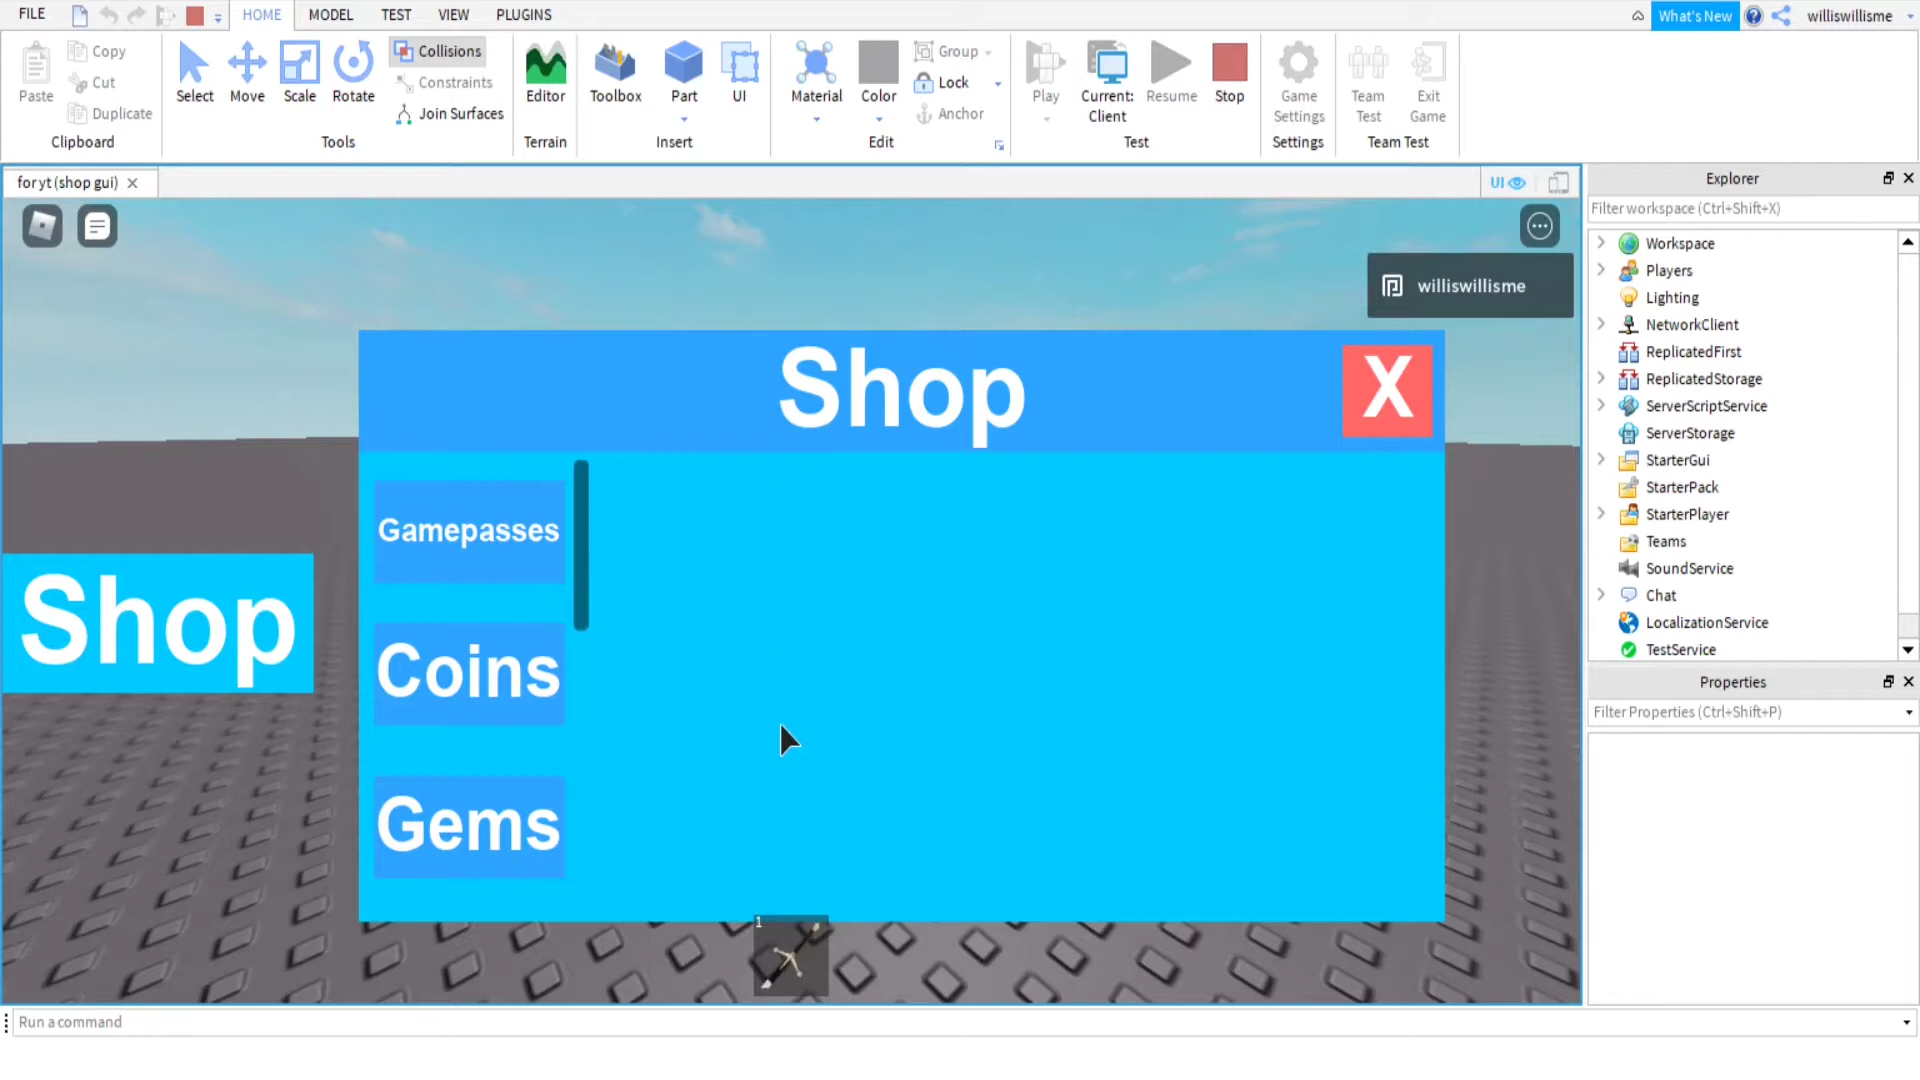 FILE
HOME
MODEL
TEST
VIEW
PLUGINS
What's New
williswillisme
Paste
Copy
Cut
Duplicate
Clipboard
Select
Move
Scale
Rotate
Collisions
Constraints
Join Surfaces
Tools
Editor
Terrain
Toolbox
Part
UI
Insert
Material
Color
Group
Lock
Anchor
Edit
Play
Current:
Client
Resume
Stop
Test
Game
Settings
Settings
Team
Test
Exit
Game
Team Test
for yt (shop gui)
UI
williswillisme
Shop
X
Gamepasses
Coins
Gems
Shop
1
Explorer
Filter workspace (Ctrl+Shift+X)
Workspace
Players
Lighting
NetworkClient
ReplicatedFirst
ReplicatedStorage
ServerScriptService
ServerStorage
StarterGui
StarterPack
StarterPlayer
Teams
SoundService
Chat
LocalizationService
TestService
Properties
Filter Properties (Ctrl+Shift+P)
Run a command